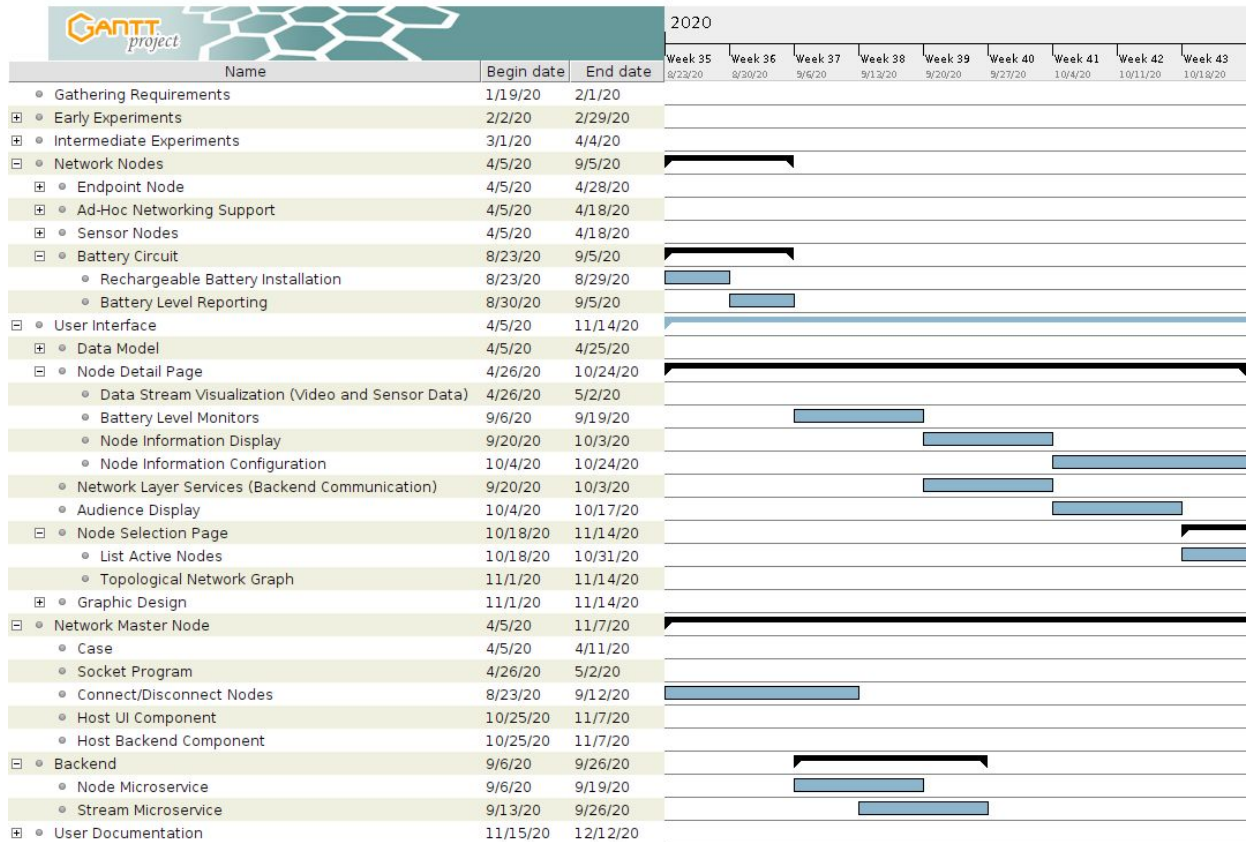 GANTT
project
2020
Week 35 Week 36 Week 37 Week 38 Week 39 Week 40 Week 41 Week 42 Week 43
8/23/20 8/30/20 9/6/20 9/13/20 9/20/20 9/27/20 10/4/20 10/11/20 10/18/20
Name Begin date End date
Gathering Requirements 1/19/20 2/1/20
Early Experiments 2/2/20 2/29/20
Intermediate Experiments 3/1/20 4/4/20
Network Nodes 4/5/20 9/5/20
Endpoint Node 4/5/20 4/28/20
Ad-Hoc Networking Support 4/5/20 4/18/20
Sensor Nodes 4/5/20 4/18/20
Battery Circuit 8/23/20 9/5/20
Rechargeable Battery Installation 8/23/20 8/29/20
Battery Level Reporting 8/30/20 9/5/20
User Interface 4/5/20 11/14/20
Data Model 4/5/20 4/25/20
Node Detail Page 4/26/20 10/24/20
Data Stream Visualization (Video and Sensor Data) 4/26/20 5/2/20
Battery Level Monitors 9/6/20 9/19/20
Node Information Display 9/20/20 10/3/20
Node Information Configuration 10/4/20 10/24/20
Network Layer Services (Backend Communication) 9/20/20 10/3/20
Audience Display 10/4/20 10/17/20
Node Selection Page 10/18/20 11/14/20
List Active Nodes 10/18/20 10/31/20
Topological Network Graph 11/1/20 11/14/20
Graphic Design 11/1/20 11/14/20
Network Master Node 4/5/20 11/7/20
Case 4/5/20 4/11/20
Socket Program 4/26/20 5/2/20
Connect/Disconnect Nodes 8/23/20 9/12/20
Host UI Component 10/25/20 11/7/20
Host Backend Component 10/25/20 11/7/20
Backend 9/6/20 9/26/20
Node Microservice 9/6/20 9/19/20
Stream Microservice 9/13/20 9/26/20
User Documentation 11/15/20 12/12/20